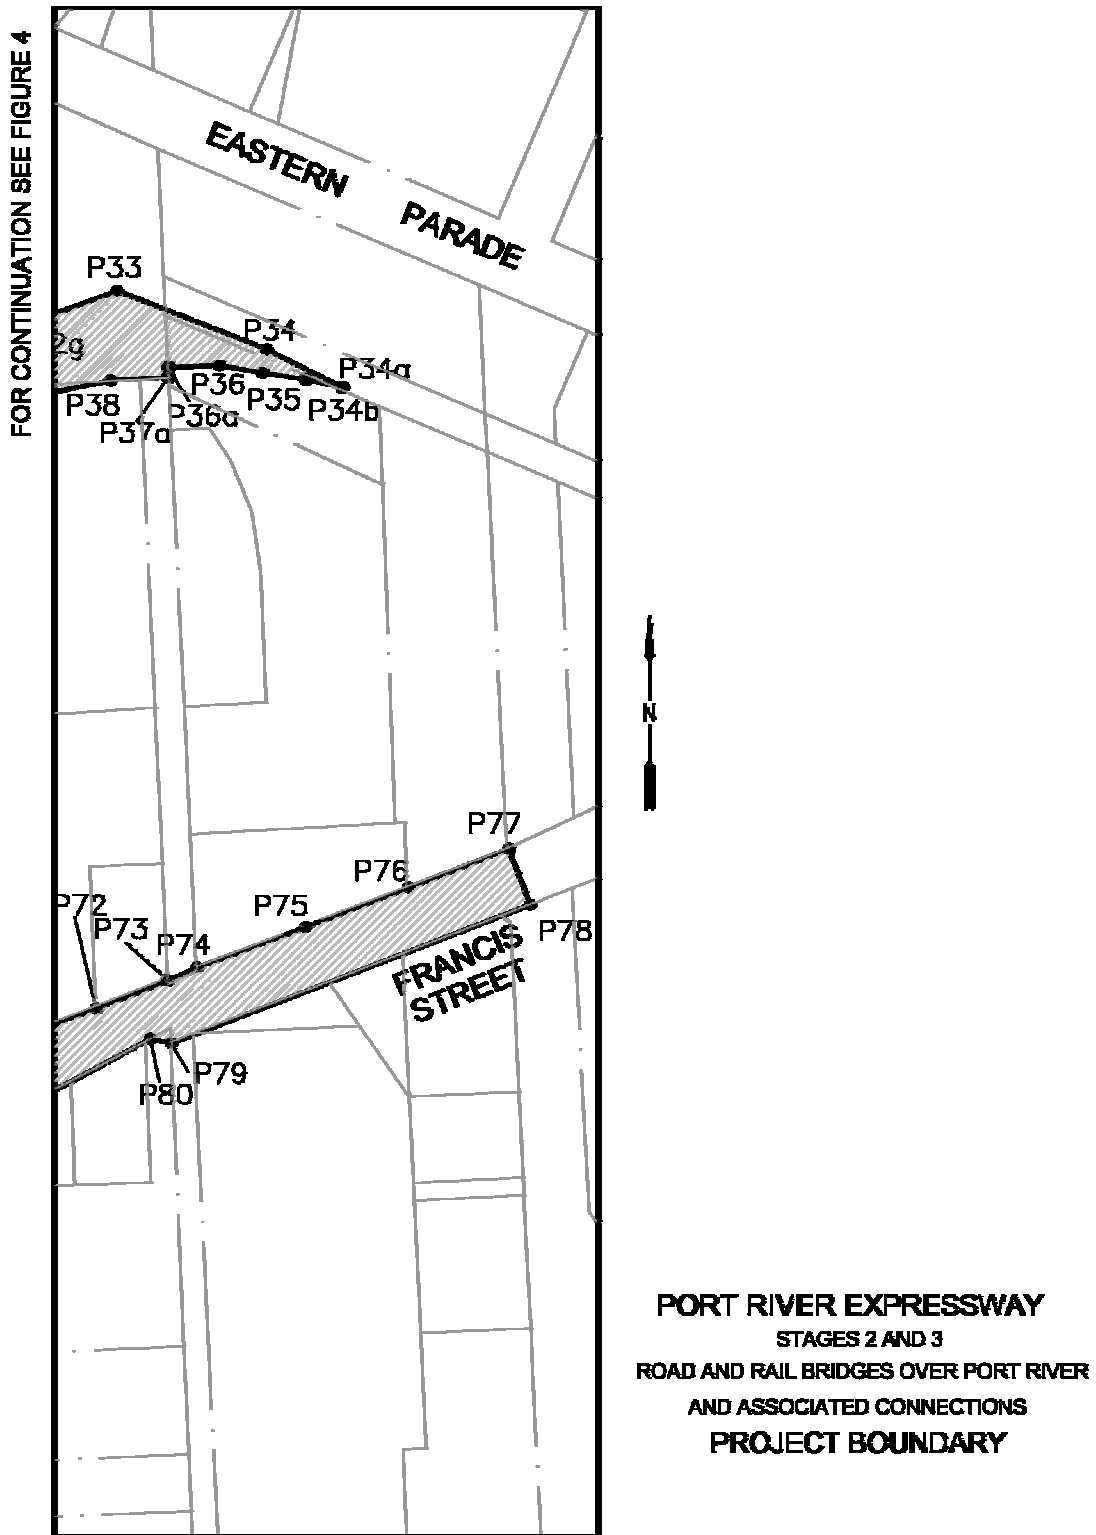 FOR CONTINUATION SEE FIGURE 4
EASTERN PARADE
P33
P34
2g
P34a
P36
P35
P38
P36a
P34b
P37a
N
P77
P76
P72
P75
P73
P78
P74
FRANCIS
STREET
P79
P80
PORT RIVER EXPRESSWAY
STAGES 2 AND 3
ROAD AND RAIL BRIDGES OVER PORT RIVER
AND ASSOCIATED CONNECTIONS
PROJECT BOUNDARY